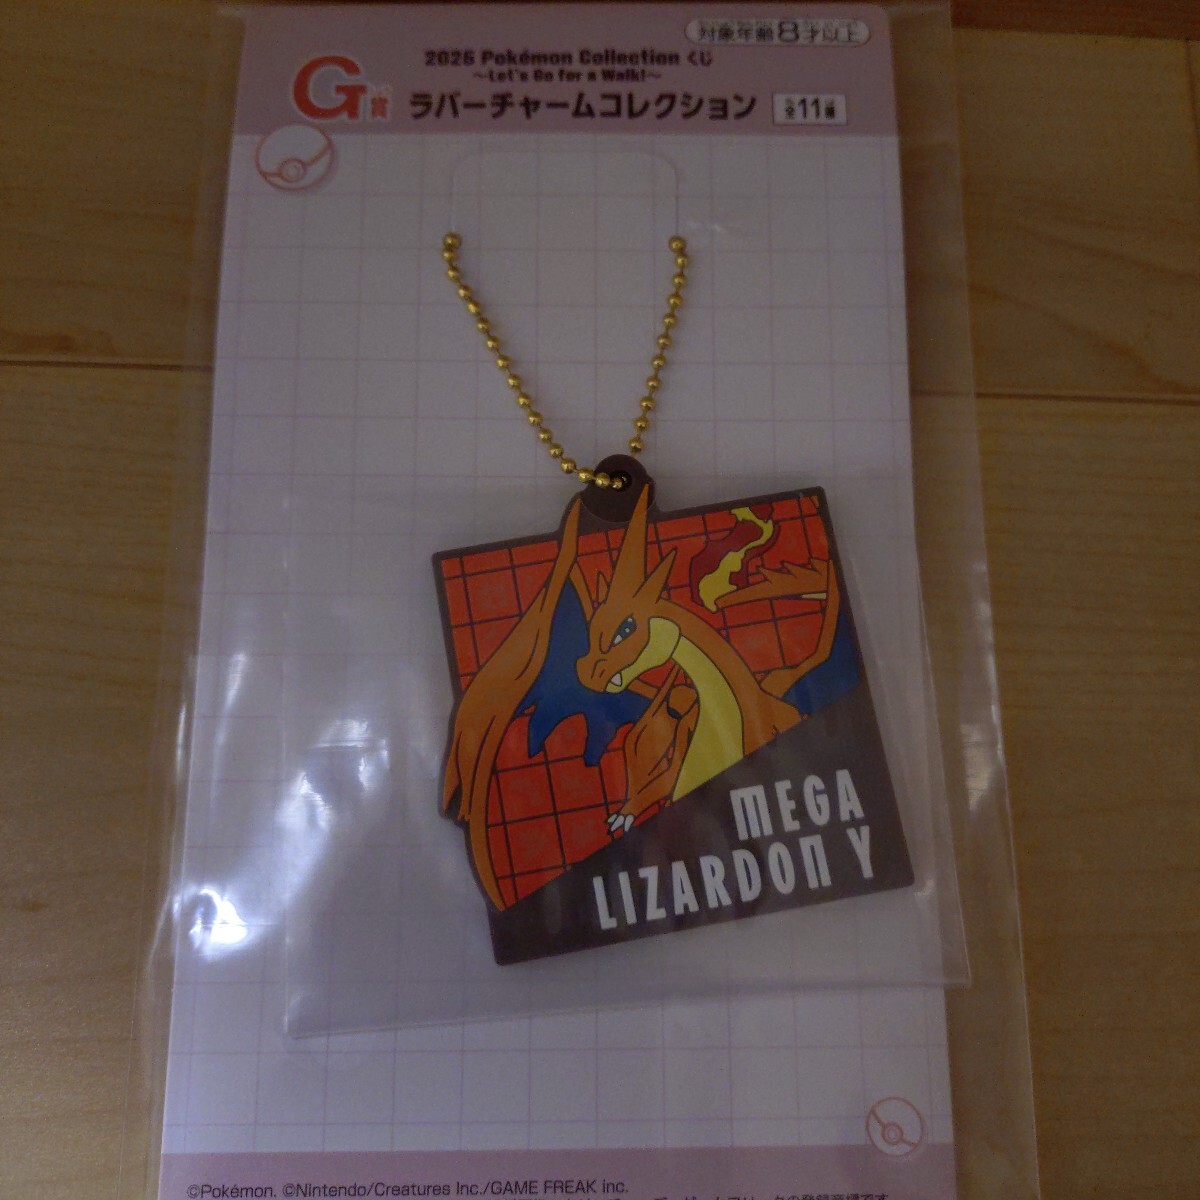 対象年齢8才以上
2025 Pokémon Collection くじ
～Let's Go for a Walk!～
G賞 ラバーチャームコレクション 全11種
MEGA
LIZARDON Y
©Pokémon. ©Nintendo/Creatures Inc./GAME FREAK inc.